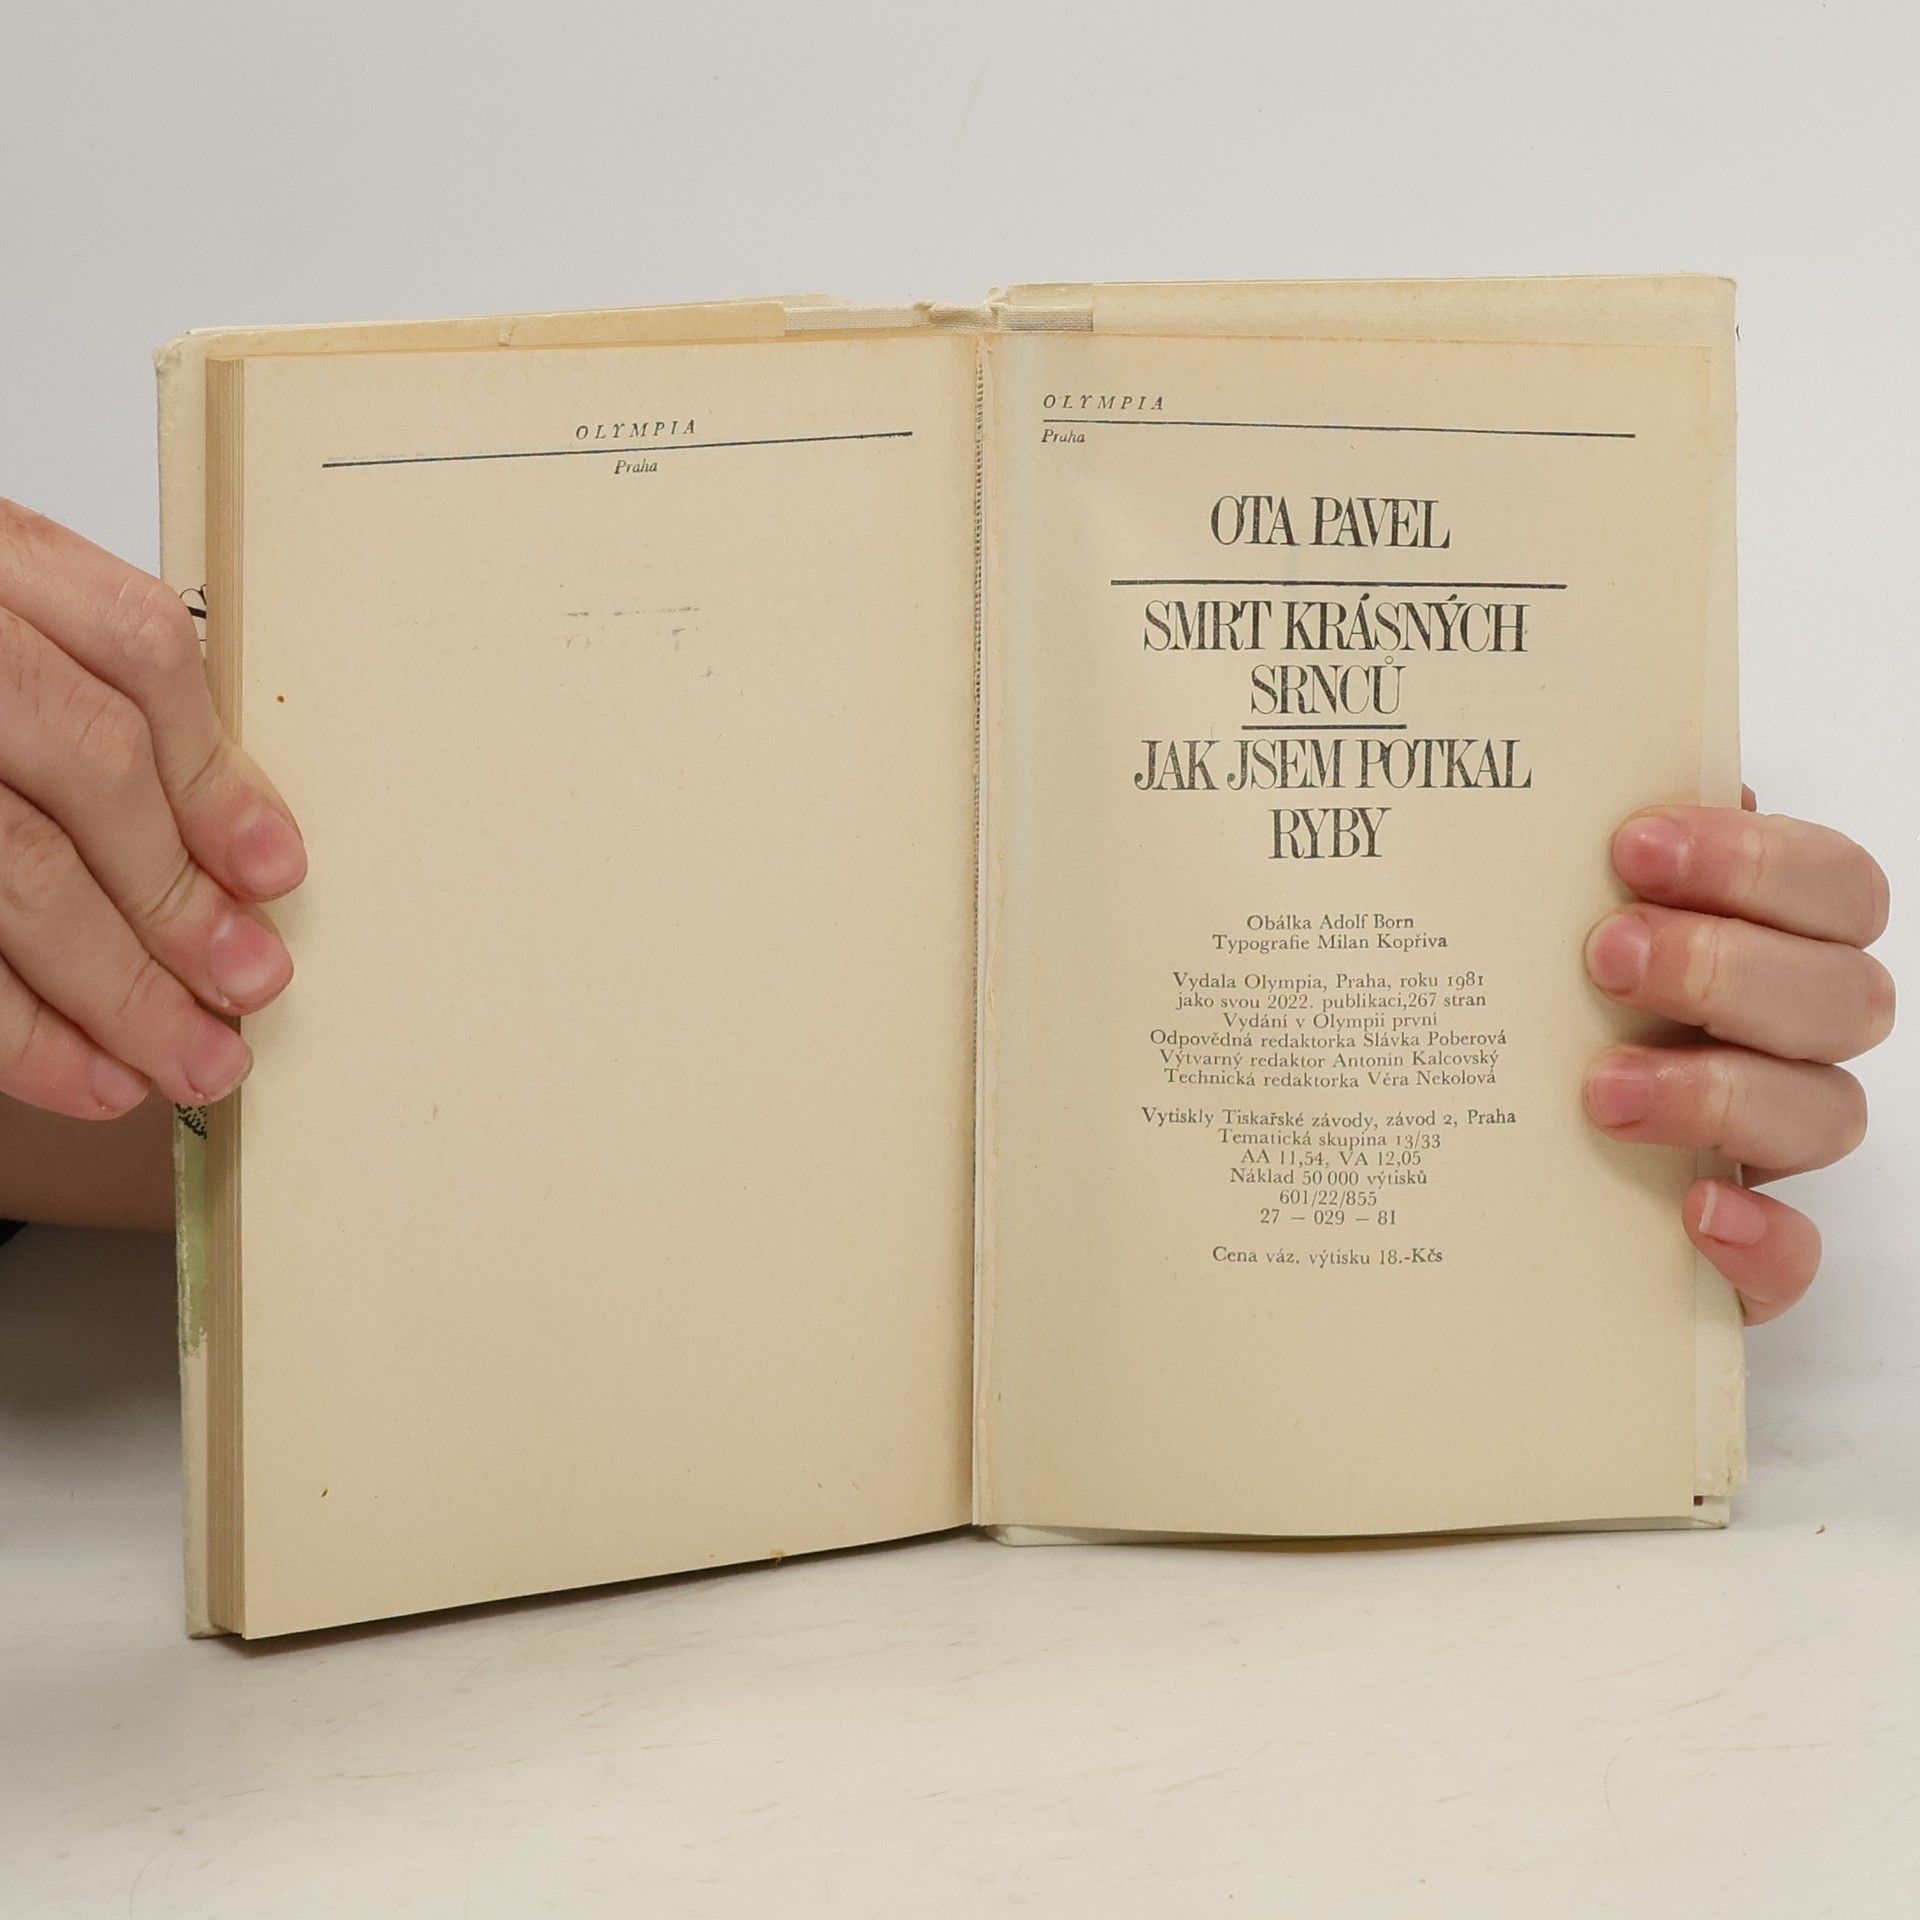 OLYMPIA
Praha
OLYMPIA
Praha
OTA PAVEL
SMRT KRÁSNÝCH
SRNCŮ
JAK JSEM POTKAL
RYBY
Obálka Adolf Born
Typografie Milan Kopřiva
Vydala Olympia, Praha, roku 1981
jako svou 2022. publikaci,267 stran
Vydání v Olympii první
Odpovědná redaktorka Slávka Poberová
Výtvarný redaktor Antonín Kalcovský
Technická redaktorka Věra Nekolová
Vytiskly Tiskařské závody, závod 2, Praha
Tematická skupina 13/33
AA 11,54, VA 12,05
Náklad 50 000 výtisků
601/22/855
27 — 029 — 81
Cena váz. výtisku 18.-Kčs